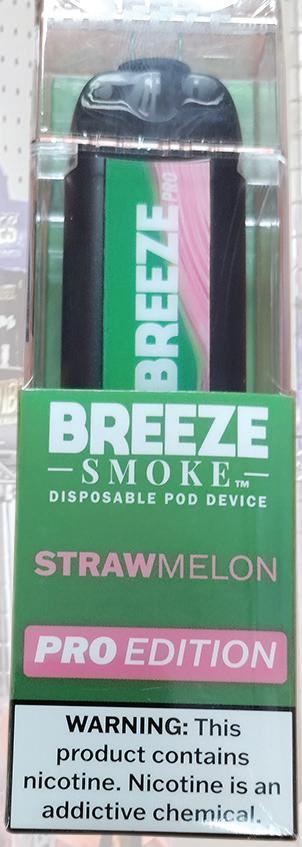 BREEZE PRO
BREEZE
SMOKE™
DISPOSABLE POD DEVICE
STRAWMELON
PRO EDITION
WARNING: This
product contains
nicotine. Nicotine is an
addictive chemical.